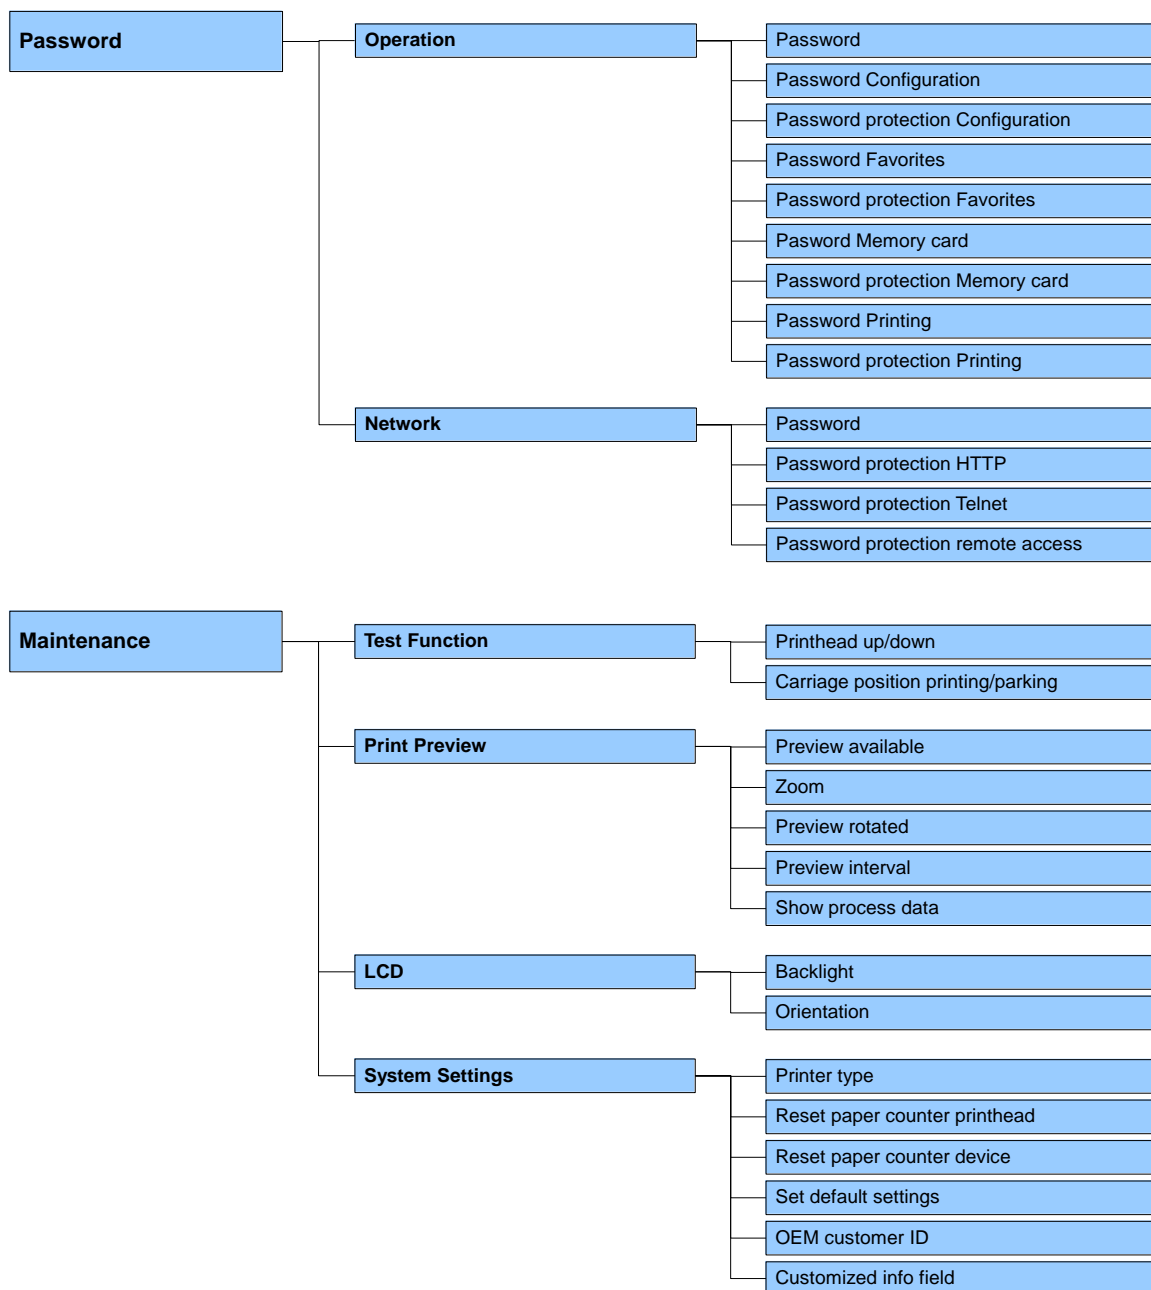 Password
Operation
Password
Password Configuration
Password protection Configuration
Password Favorites
Password protection Favorites
Pasword Memory card
Password protection Memory card
Password Printing
Password protection Printing
Network
Password
Password protection HTTP
Password protection Telnet
Password protection remote access
Maintenance
Test Function
Printhead up/down
Carriage position printing/parking
Print Preview
Preview available
Zoom
Preview rotated
Preview interval
Show process data
LCD
Backlight
Orientation
System Settings
Printer type
Reset paper counter printhead
Reset paper counter device
Set default settings
OEM customer ID
Customized info field